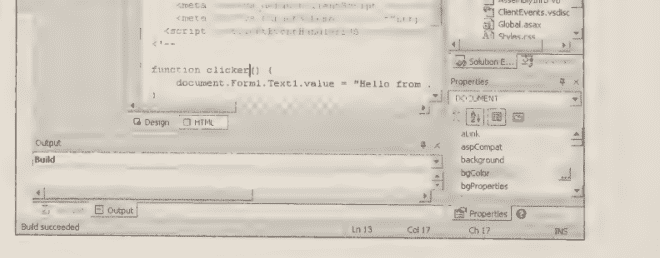 <meta
<meta
<script
<!--
function clicker() {
document.Form1.Text1.value = "Hello from .
}
Design HTML
ClientEvents.vsdisc
Global.asax
Styles.css
Solution E...
Properties
DOCUMENT
aLink
aspCompat
background
bgColor
bgProperties
Properties
Output
Build
Output
Build succeeded
Ln 13 Col 17 Ch 17 INS